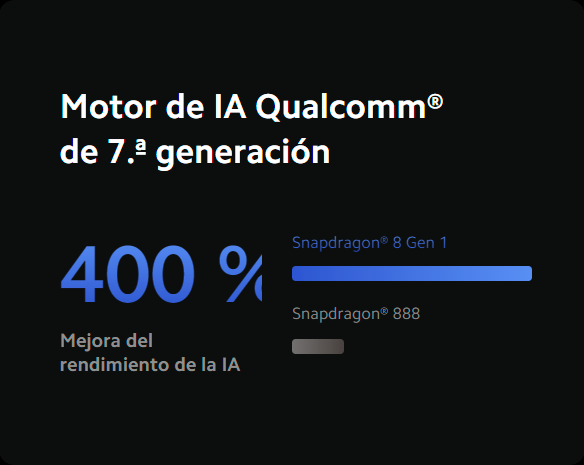 Motor de IA Qualcomm®
de 7.ª generación
400 %
Mejora del
rendimiento de la IA
Snapdragon® 8 Gen 1
Snapdragon® 888